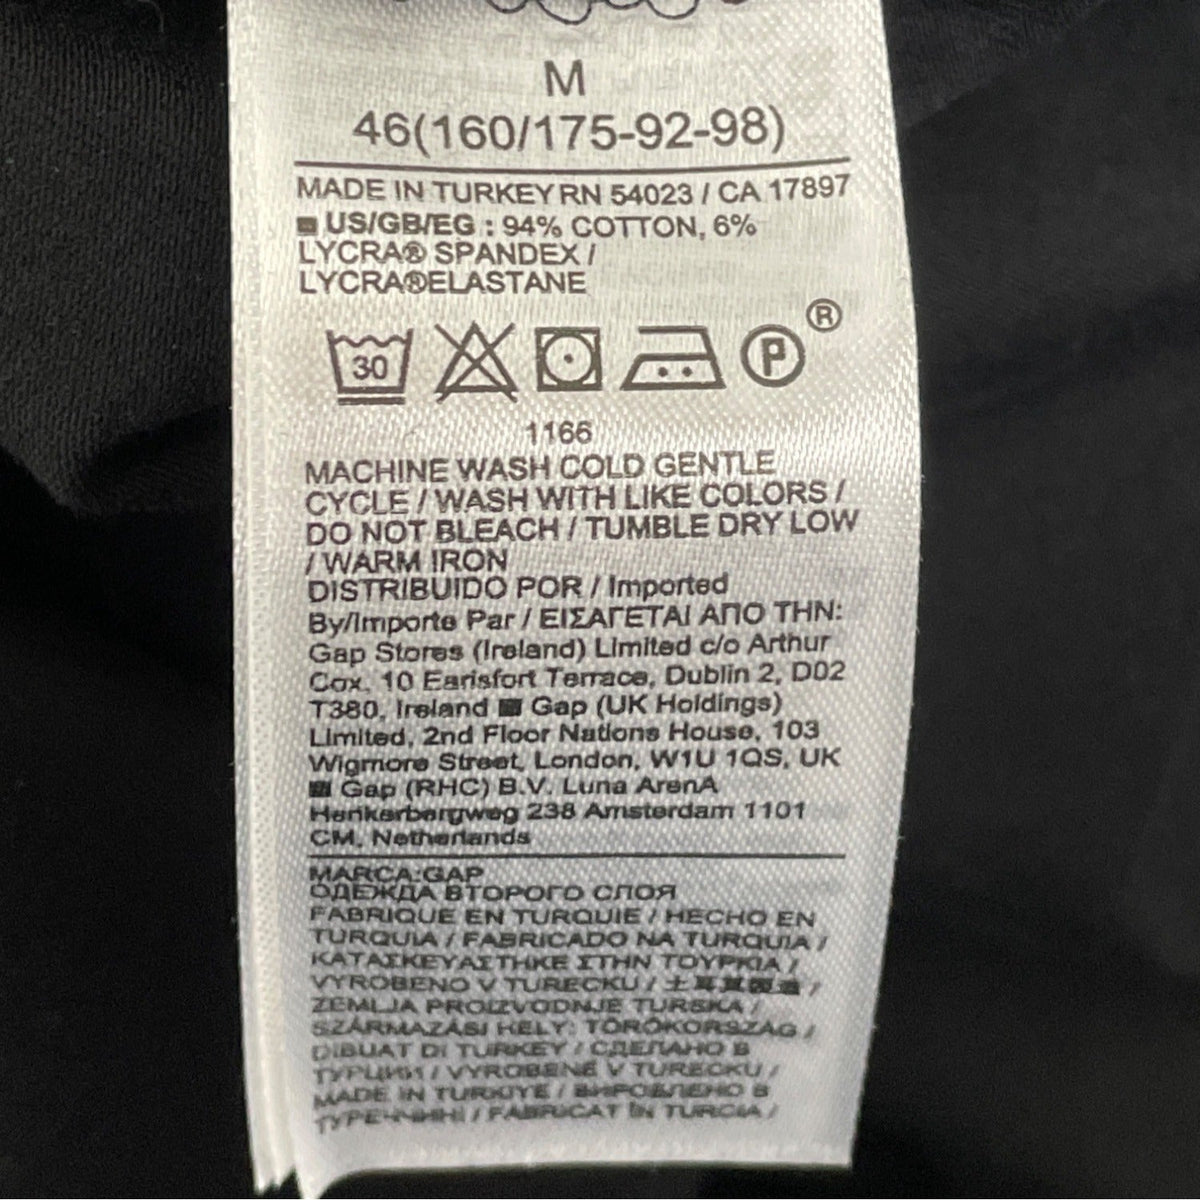 M
46(160/175-92-98)
MADE IN TURKEY RN 54023 / CA 17897
US/GB/EG : 94% COTTON, 6%
LYCRA® SPANDEX /
LYCRA®ELASTANE
30
P
®
1166
MACHINE WASH COLD GENTLE
CYCLE / WASH WITH LIKE COLORS /
DO NOT BLEACH / TUMBLE DRY LOW
/ WARM IRON
DISTRIBUIDO POR / Imported
By/Importe Par / ΕΙΣΑΓΕΤΑΙ ΑΠΟ ΤΗΝ:
Gap Stores (Ireland) Limited c/o Arthur
Cox, 10 Earlsfort Terrace, Dublin 2, D02
T380, Ireland Gap (UK Holdings)
Limited, 2nd Floor Nations House, 103
Wigmore Street, London, W1U 1QS, UK
Gap (RHC) B.V. Luna ArenA
Herikerbergweg 238 Amsterdam 1101
CM, Netherlands
MARCA:GAP
ОДЕЖДА ВТОРОГО СЛОЯ
FABRIQUE EN TURQUIE / HECHO EN
TURQUIA / FABRICADO NA TURQUIA /
ΚΑΤΑΣΚΕΥΑΣΤΗΚΕ ΣΤΗΝ ΤΟΥΡΚΙΑ /
VYROBENO V TURECKU / 土耳其製造 /
ZEMLJA PROIZVODNJE TURSKA /
SZÁRMAZÁSI HELY: TÖRÖKORSZÁG /
DIBUAT DI TURKEY / СДЕЛАНО В
ТУРЦИИ / VYROBENÉ V TURECKU /
MADE IN TURKIYE / ВИРОБЛЕНО В
ТУРЕЧЧИНІ / FABRICAT ÎN TURCIA /